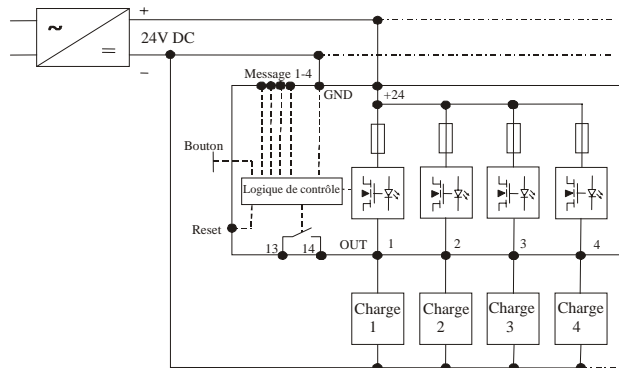 +
~
=
24V DC
–
Message 1-4
GND
+24
Bouton
Logique de contrôle
Reset
13 14 OUT 1 2 3 4
Charge 1
Charge 2
Charge 3
Charge 4